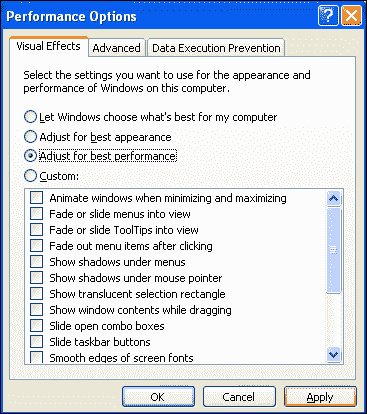 Performance Options
Visual Effects Advanced Data Execution Prevention
Select the settings you want to use for the appearance and
performance of Windows on this computer.
Let Windows choose what's best for my computer
Adjust for best appearance
Adjust for best performance
Custom:
Animate windows when minimizing and maximizing
Fade or slide menus into view
Fade or slide ToolTips into view
Fade out menu items after clicking
Show shadows under menus
Show shadows under mouse pointer
Show translucent selection rectangle
Show window contents while dragging
Slide open combo boxes
Slide taskbar buttons
Smooth edges of screen fonts
OK Cancel Apply